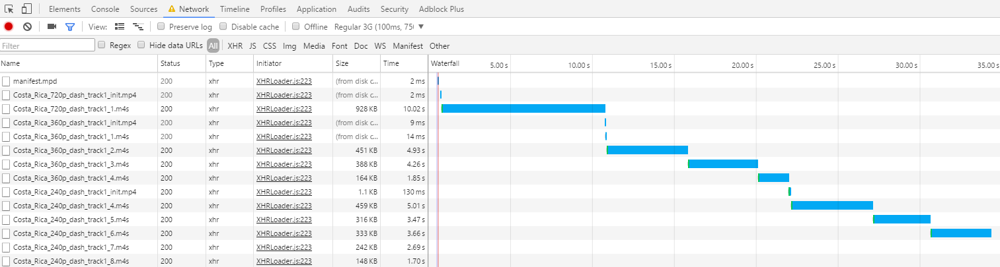 Elements Console Sources Network Timeline Profiles Application Audits Security Adblock Plus
View: Preserve log Disable cache Offline Regular 3G (100ms, 750
Filter Regex Hide data URLs All XHR JS CSS Img Media Font Doc WS Manifest Other
Name Status Type Initiator Size Time Waterfall 5.00 s 10.00 s 15.00 s 20.00 s 25.00 s 30.00 s 35.00 s
manifest.mpd 200 xhr XHRLoader.js:223 (from disk c... 2 ms
Costa_Rica_720p_dash_track1_init.mp4 200 xhr XHRLoader.js:223 (from disk c... 2 ms
Costa_Rica_720p_dash_track1_1.m4s 200 xhr XHRLoader.js:223 928 KB 10.02 s
Costa_Rica_360p_dash_track1_init.mp4 200 xhr XHRLoader.js:223 (from disk c... 9 ms
Costa_Rica_360p_dash_track1_1.m4s 200 xhr XHRLoader.js:223 (from disk c... 14 ms
Costa_Rica_360p_dash_track1_2.m4s 200 xhr XHRLoader.js:223 451 KB 4.93 s
Costa_Rica_360p_dash_track1_3.m4s 200 xhr XHRLoader.js:223 388 KB 4.26 s
Costa_Rica_360p_dash_track1_4.m4s 200 xhr XHRLoader.js:223 164 KB 1.85 s
Costa_Rica_240p_dash_track1_init.mp4 200 xhr XHRLoader.js:223 1.1 KB 130 ms
Costa_Rica_240p_dash_track1_4.m4s 200 xhr XHRLoader.js:223 459 KB 5.01 s
Costa_Rica_240p_dash_track1_5.m4s 200 xhr XHRLoader.js:223 316 KB 3.47 s
Costa_Rica_240p_dash_track1_6.m4s 200 xhr XHRLoader.js:223 333 KB 3.66 s
Costa_Rica_240p_dash_track1_7.m4s 200 xhr XHRLoader.js:223 242 KB 2.69 s
Costa_Rica_240p_dash_track1_8.m4s 200 xhr XHRLoader.js:223 148 KB 1.70 s